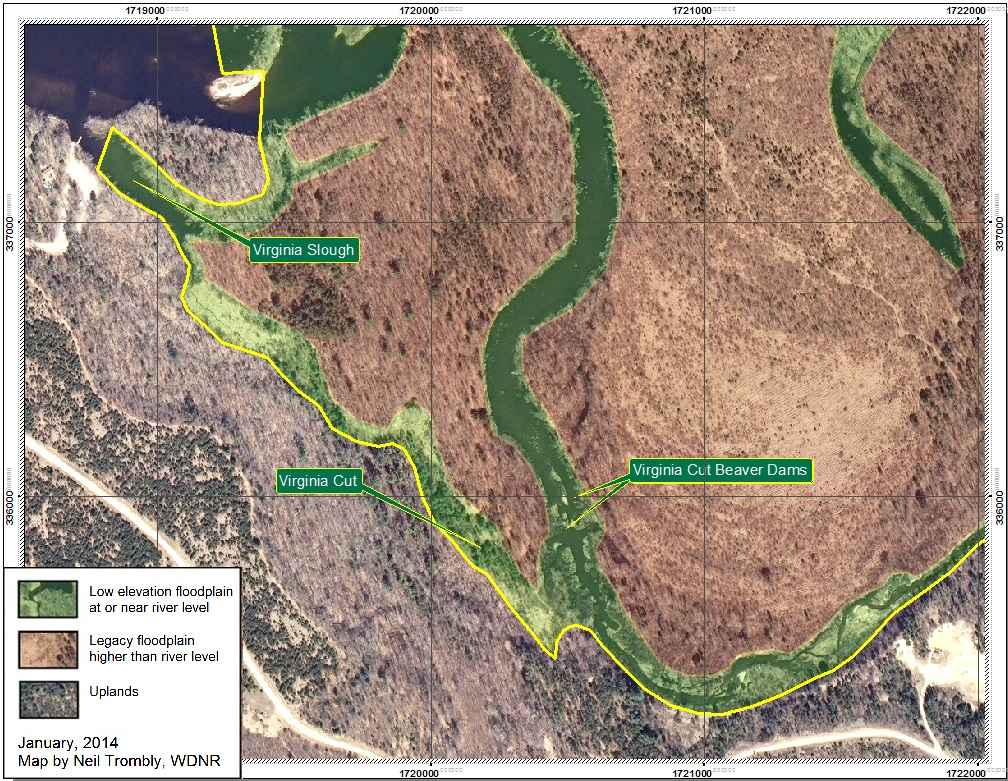 1719000
1720000
1721000
1722000
337000
337000
Virginia Slough
Virginia Cut Beaver Dams
Virginia Cut
336000
336000
Low elevation floodplain
at or near river level
Legacy floodplain
higher than river level
Uplands
January, 2014
Map by Neil Trombly, WDNR
1720000
1721000
1722000